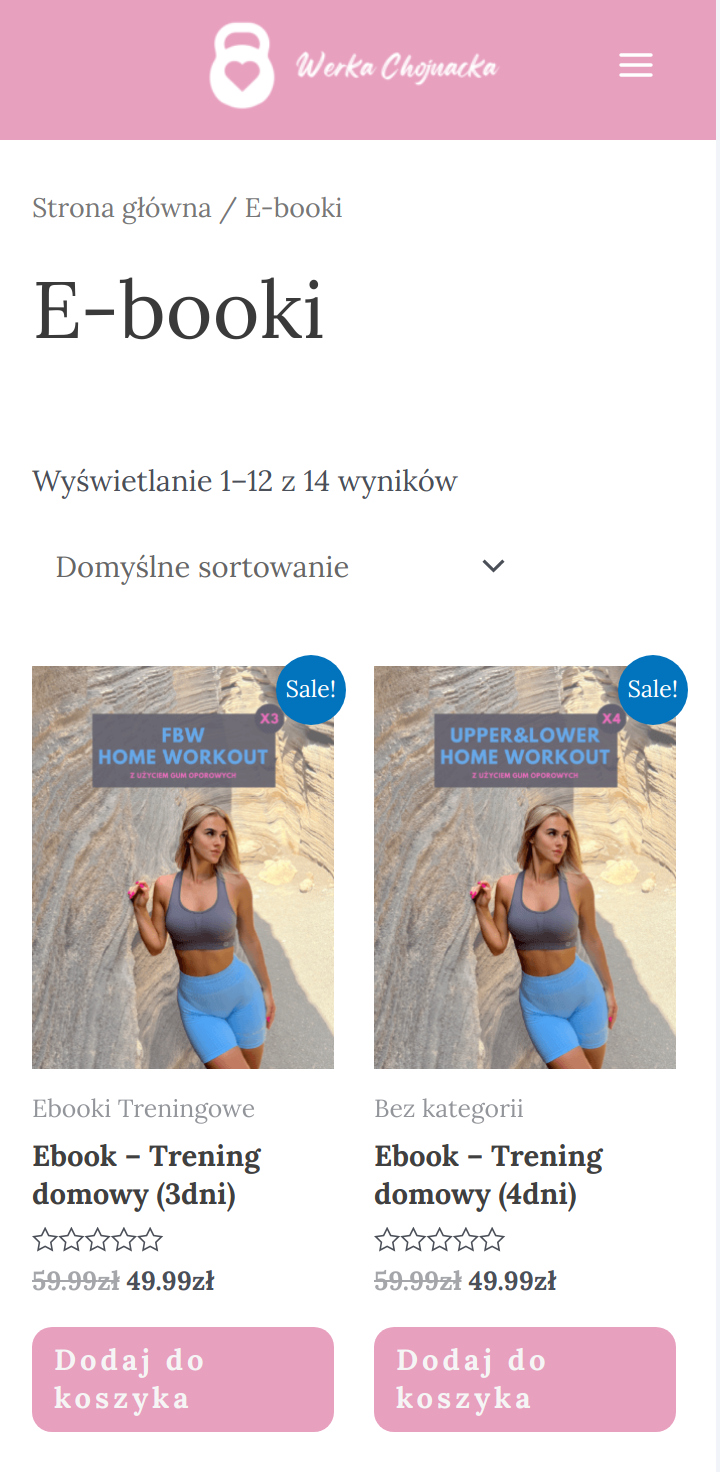 Werka Chojnacka
Strona główna / E-booki
E-booki
Wyświetlanie 1–12 z 14 wyników
Domyślne sortowanie
Sale!
X3
FBW
HOME WORKOUT
Z UŻYCIEM GUM OPOROWYCH
Ebooki Treningowe
Ebook – Trening
domowy (3dni)
59.99zł 49.99zł
Dodaj do
koszyka
Sale!
X4
UPPER&LOWER
HOME WORKOUT
Z UŻYCIEM GUM OPOROWYCH
Bez kategorii
Ebook – Trening
domowy (4dni)
59.99zł 49.99zł
Dodaj do
koszyka